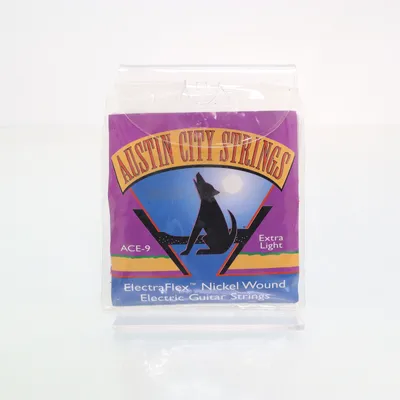 AUSTIN CITY STRINGS
ACE-9
Extra
Light
ElectraFlex™ Nickel Wound
Electric Guitar Strings